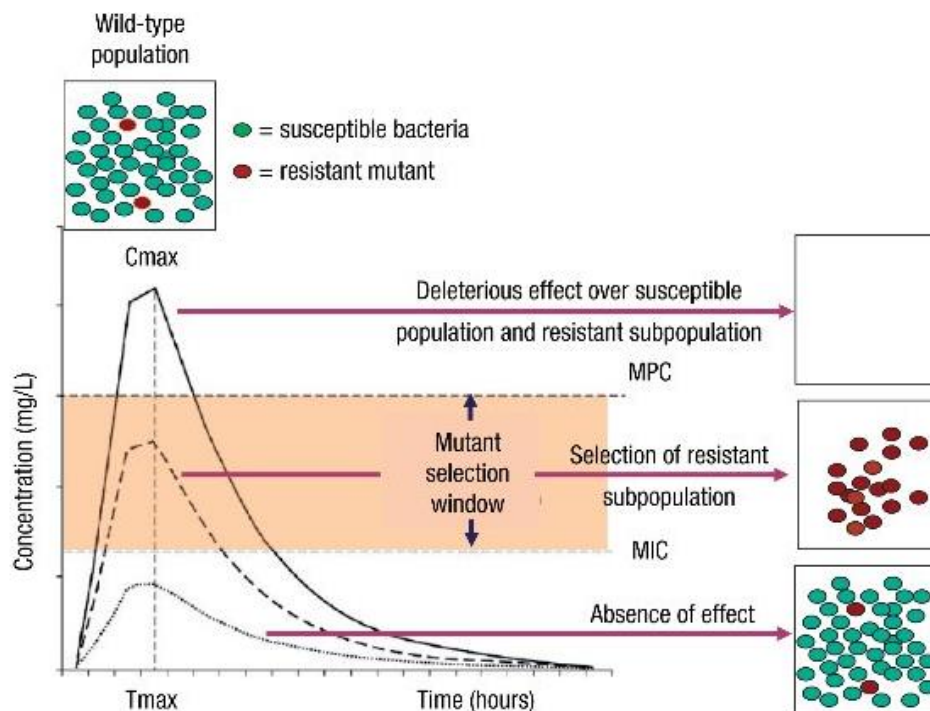 Wild-type
population
= susceptible bacteria
= resistant mutant
Cmax
Deleterious effect over susceptible
population and resistant subpopulation
MPC
Concentration (mg/L)
Mutant
selection
window
Selection of resistant
subpopulation
MIC
Absence of effect
Tmax
Time (hours)